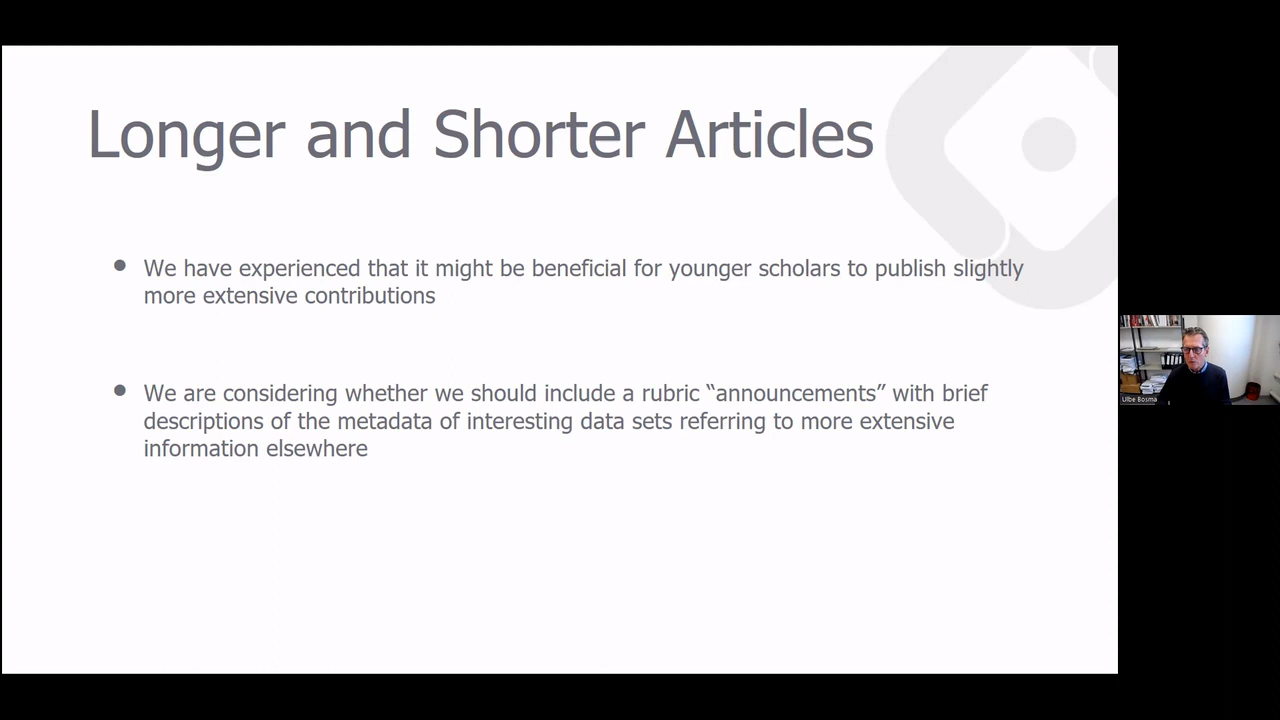 Longer and Shorter Articles
We have experienced that it might be beneficial for younger scholars to publish slightly
more extensive contributions
We are considering whether we should include a rubric “announcements” with brief
descriptions of the metadata of interesting data sets referring to more extensive
information elsewhere
Ulbe Bosma